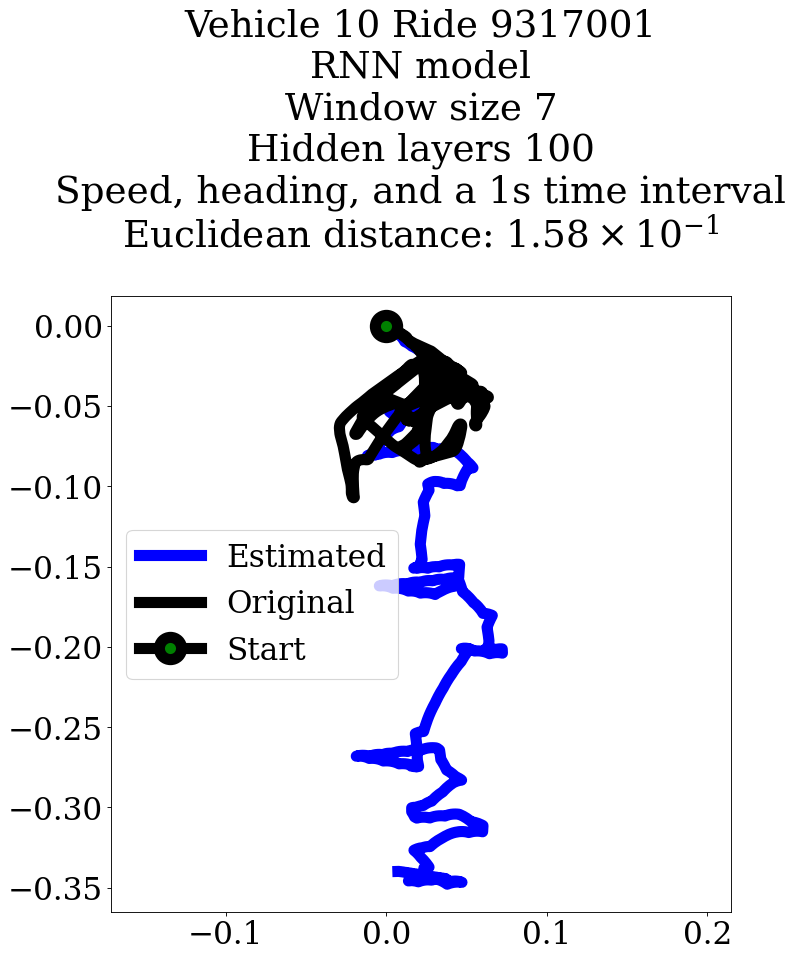 Vehicle 10 Ride 9317001
RNN model
Window size 7
Hidden layers 100
Speed, heading, and a 1s time interval
Euclidean distance: 1.58 × 10⁻¹
0.00
−0.05
−0.10
−0.15
−0.20
−0.25
−0.30
−0.35
Estimated
Original
Start
−0.1 0.0 0.1 0.2